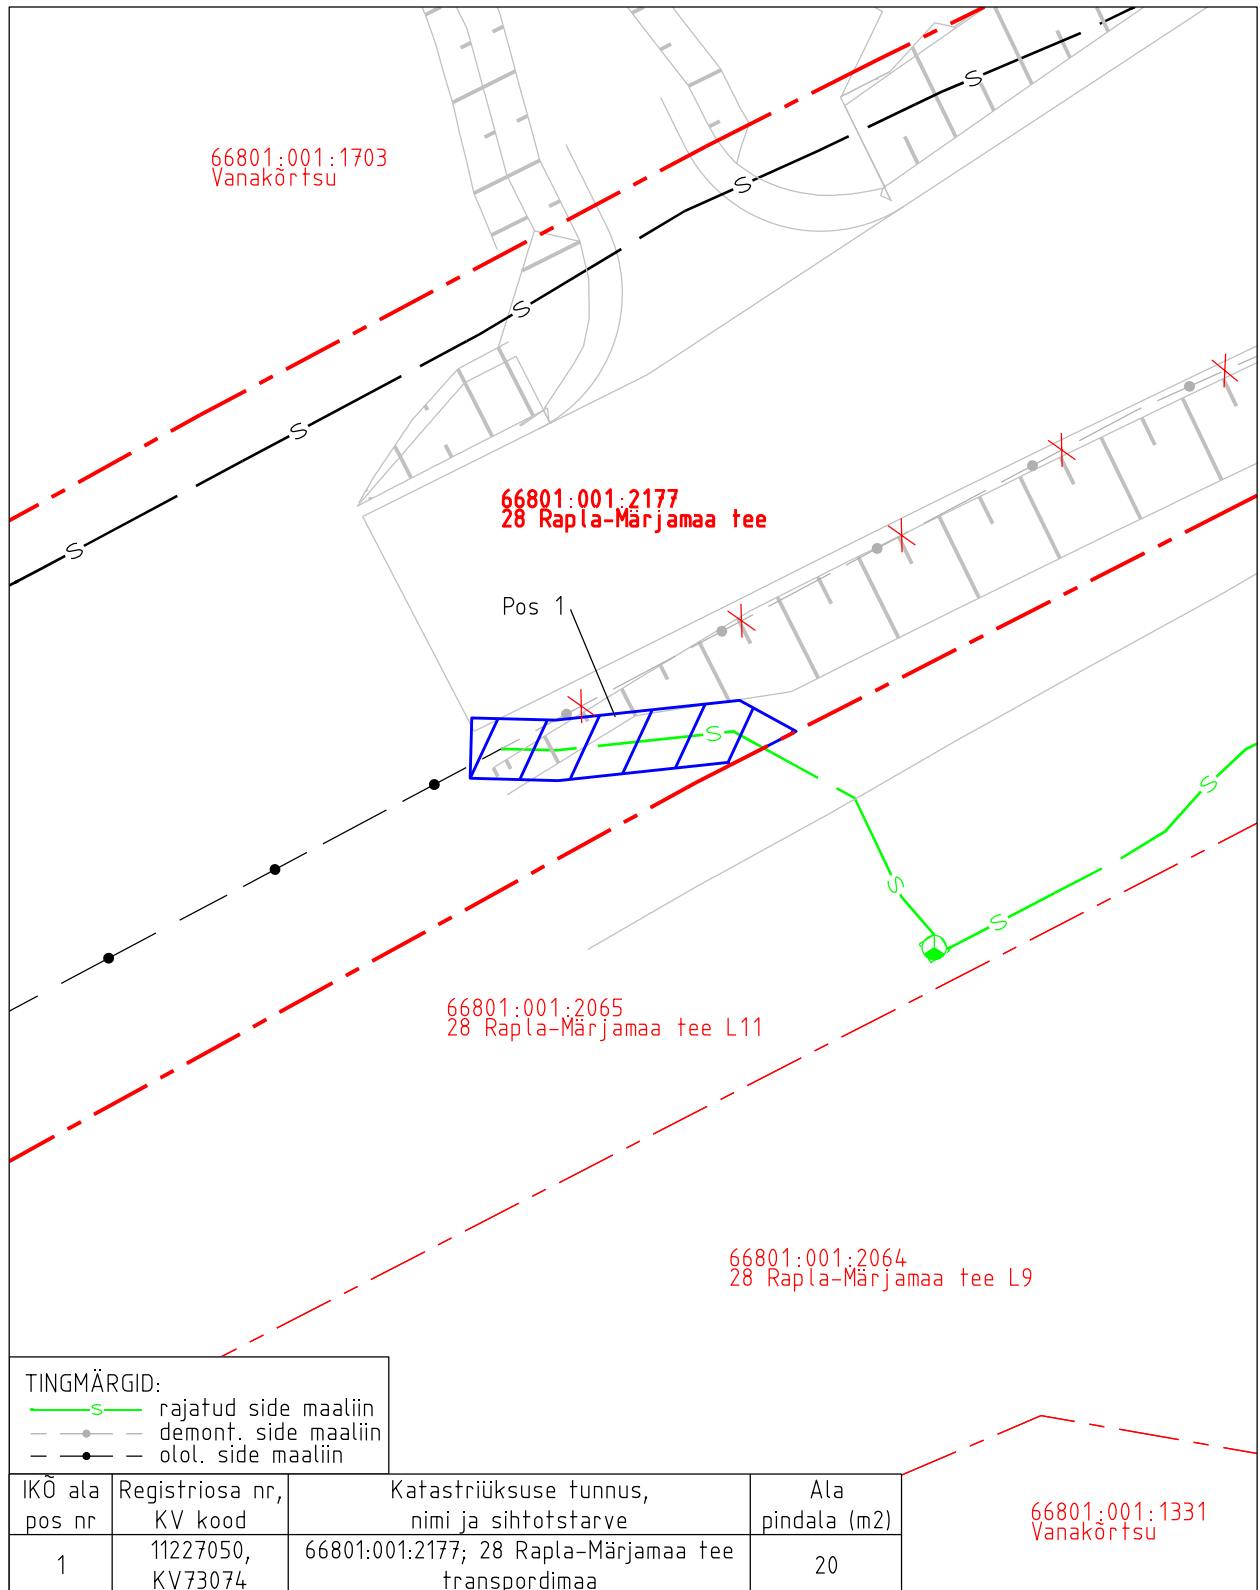 66801:001:1703
Vanakõrtsu
S
S
S
S
S
66801:001:2177
28 Rapla-Märjamaa tee
Pos 1
S
S
S
S
66801:001:2065
28 Rapla-Märjamaa tee L11
66801:001:2064
28 Rapla-Märjamaa tee L9
TINGMÄRGID:
S rajatud side maaliin
demont. side maaliin
olol. side maaliin
IKÕ ala pos nr
Registriosa nr, KV kood
Katastriüksuse tunnus, nimi ja sihtotstarve
Ala pindala (m2)
1
11227050, KV73074
66801:001:2177; 28 Rapla-Märjamaa tee transpordimaa
20
66801:001:1331
Vanakõrtsu